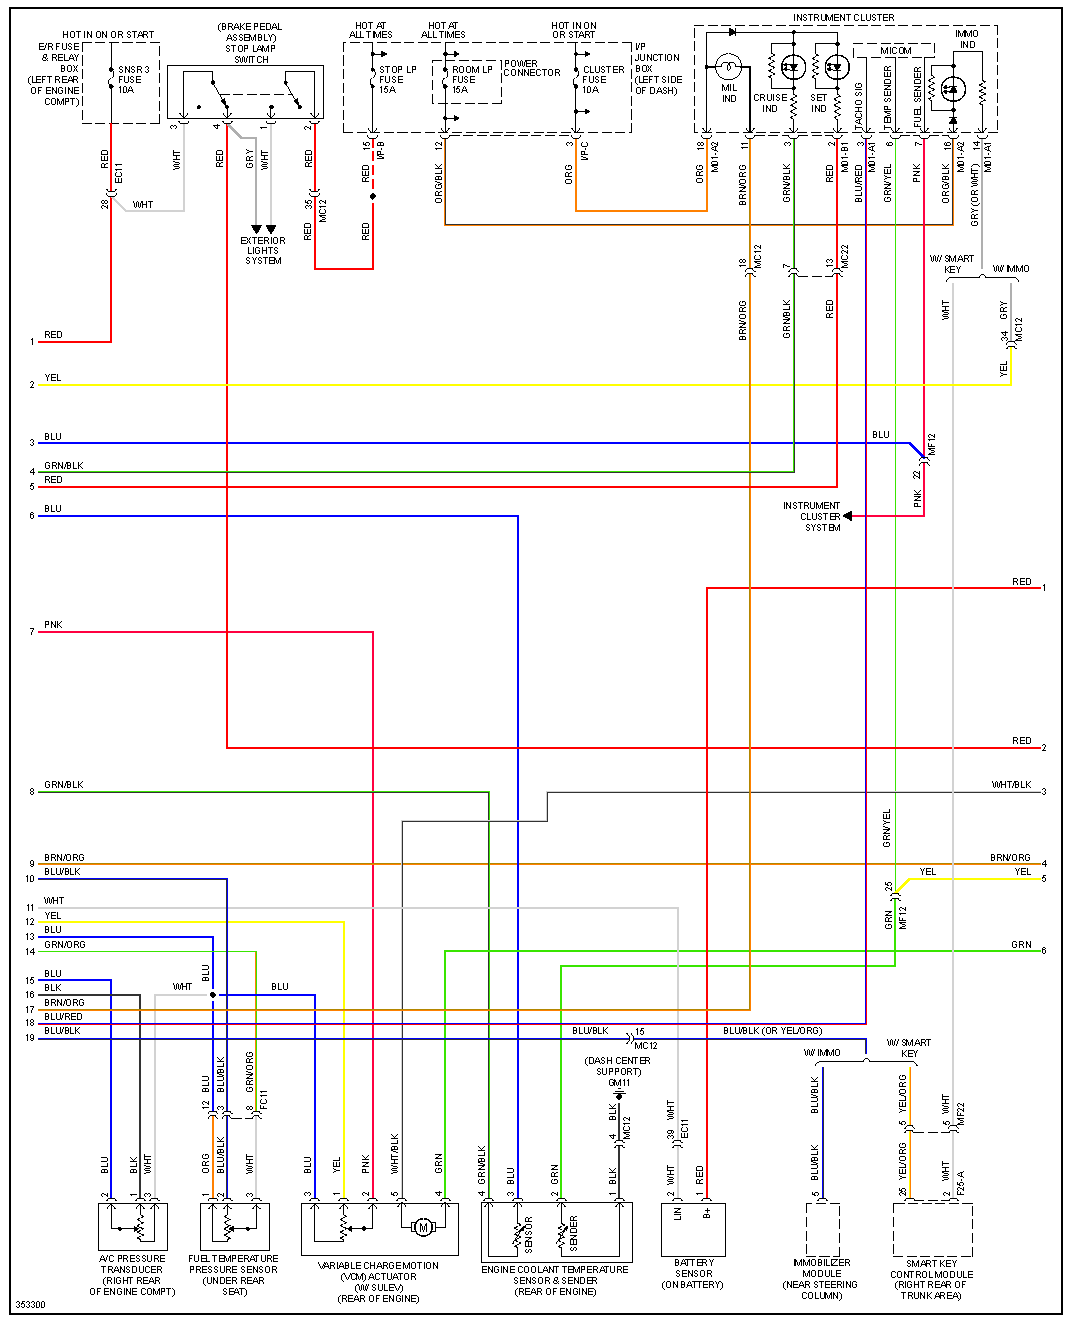 INSTRUMENT CLUSTER
HOT IN ON OR START
(BRAKE PEDAL
ASSEMBLY)
STOP LAMP
SWITCH
HOT AT
ALL TIMES
HOT AT
ALL TIMES
HOT IN ON
OR START
E/R FUSE
& RELAY
BOX
(LEFT REAR
OF ENGINE
COMPT)
SNSR 3
FUSE
10A
STOP LP
FUSE
15A
ROOM LP
FUSE
15A
POWER
CONNECTOR
CLUSTER
FUSE
10A
I/P
JUNCTION
BOX
(LEFT SIDE
OF DASH)
MIL
IND
CRUISE
IND
SET
IND
MICOM
TACHO SIG
TEMP SENDER
FUEL SENDER
IMMO
IND
3
4
1
2
15
I/P-B
12
3
I/P-C
18
M01-A2
11
3
2
M01-B1
3
M01-A1
6
7
16
M01-A2
14
M01-A1
RED
EC11
28
WHT
WHT
RED
GRY
WHT
RED
35
MC12
RED
RED
RED
ORG/BLK
ORG
ORG
BRN/ORG
GRN/BLK
RED
BLU/RED
GRN/YEL
PNK
ORG/BLK
GRY (OR WHT)
EXTERIOR
LIGHTS
SYSTEM
18
MC12
7
13
MC22
BRN/ORG
GRN/BLK
RED
W/ SMART
KEY
W/ IMMO
WHT
GRY
34
MC12
YEL
1
RED
2
YEL
3
BLU
BLU
MF12
22
PNK
4
GRN/BLK
5
RED
6
BLU
INSTRUMENT
CLUSTER
SYSTEM
RED
1
7
PNK
RED
2
8
GRN/BLK
WHT/BLK
3
GRN/YEL
9
BRN/ORG
BRN/ORG
4
10
BLU/BLK
YEL
YEL
5
25
MF12
GRN
11
WHT
12
YEL
13
BLU
14
GRN/ORG
GRN
6
BLU
15
BLU
WHT
BLU
16
BLK
17
BRN/ORG
18
BLU/RED
19
BLU/BLK
BLU/BLK
15
MC12
BLU/BLK (OR YEL/ORG)
W/ IMMO
W/ SMART
KEY
(DASH CENTER
SUPPORT)
GM11
BLU
BLU/BLK
GRN/ORG
12
3
8
FC11
BLK
4
MC12
WHT
39
EC11
BLU/BLK
YEL/ORG
WHT
5
5
MF22
BLU
BLK
WHT
ORG
BLU/BLK
WHT
BLU
YEL
PNK
WHT/BLK
GRN
GRN/BLK
BLU
GRN
BLK
WHT
RED
BLU/BLK
YEL/ORG
WHT
2
1
3
1
2
3
3
1
2
5
4
4
3
2
1
2
1
5
25
2
F25-A
M
SENSOR
SENDER
LIN
B+
A/C PRESSURE
TRANSDUCER
(RIGHT REAR
OF ENGINE COMPT)
FUEL TEMPERATURE
PRESSURE SENSOR
(UNDER REAR
SEAT)
VARIABLE CHARGE MOTION
(VCM) ACTUATOR
(W/ SULEV)
(REAR OF ENGINE)
ENGINE COOLANT TEMPERATURE
SENSOR & SENDER
(REAR OF ENGINE)
BATTERY
SENSOR
(ON BATTERY)
IMMOBILIZER
MODULE
(NEAR STEERING
COLUMN)
SMART KEY
CONTROL MODULE
(RIGHT REAR OF
TRUNK AREA)
353300